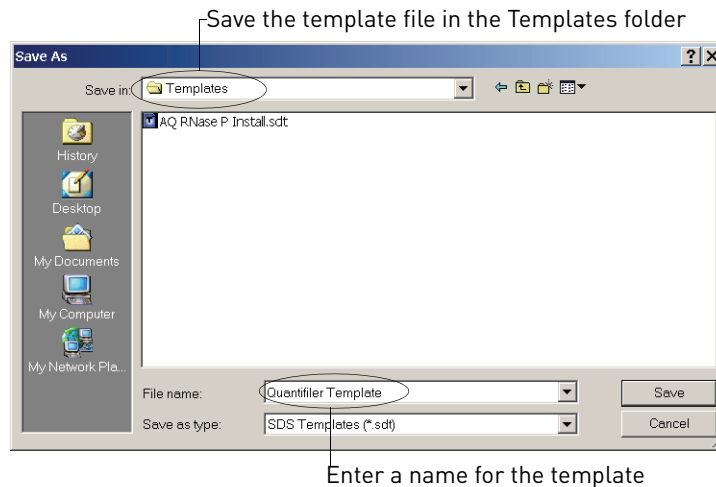 Save the template file in the Templates folder
Save As
Save in:
Templates
AQ RNase P Install.sdt
History
Desktop
My Documents
My Computer
My Network Pla...
File name:
Quantifiler Template
Save
Save as type:
SDS Templates (*.sdt)
Cancel
Enter a name for the template